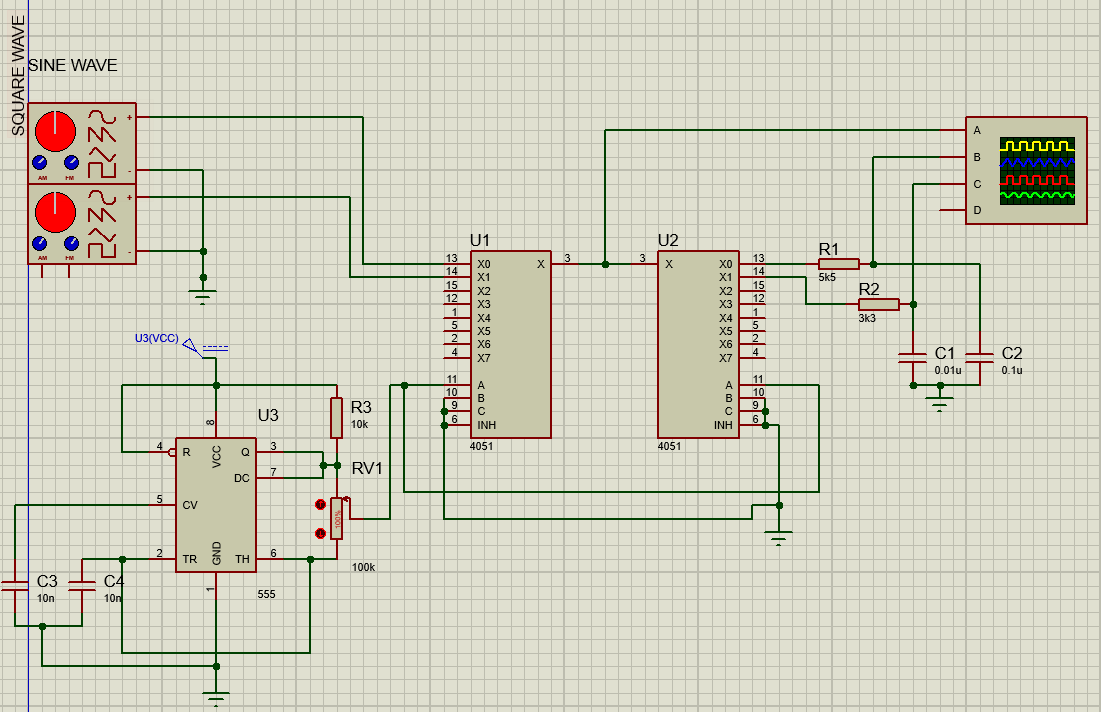 SQUARE WAVE
SINE WAVE
+
AM FM -
+
AM FM -
A
B
C
D
U1
13 X0 X 3
14 X1
15 X2
12 X3
1 X4
5 X5
2 X6
4 X7
11 A
10 B
9 C
6 INH
4051
U2
3 X X0 13
X1 14
X2 15
X3 12
X4 1
X5 5
X6 2
X7 4
A 11
B 10
C 9
INH 6
4051
R1
5k5
R2
3k3
C1
0.01u
C2
0.1u
U3(VCC)
U3
8
VCC
4 R Q 3
DC 7
5 CV
2 TR TH 6
GND
1
555
R3
10k
RV1
100%
100k
C3
10n
C4
10n